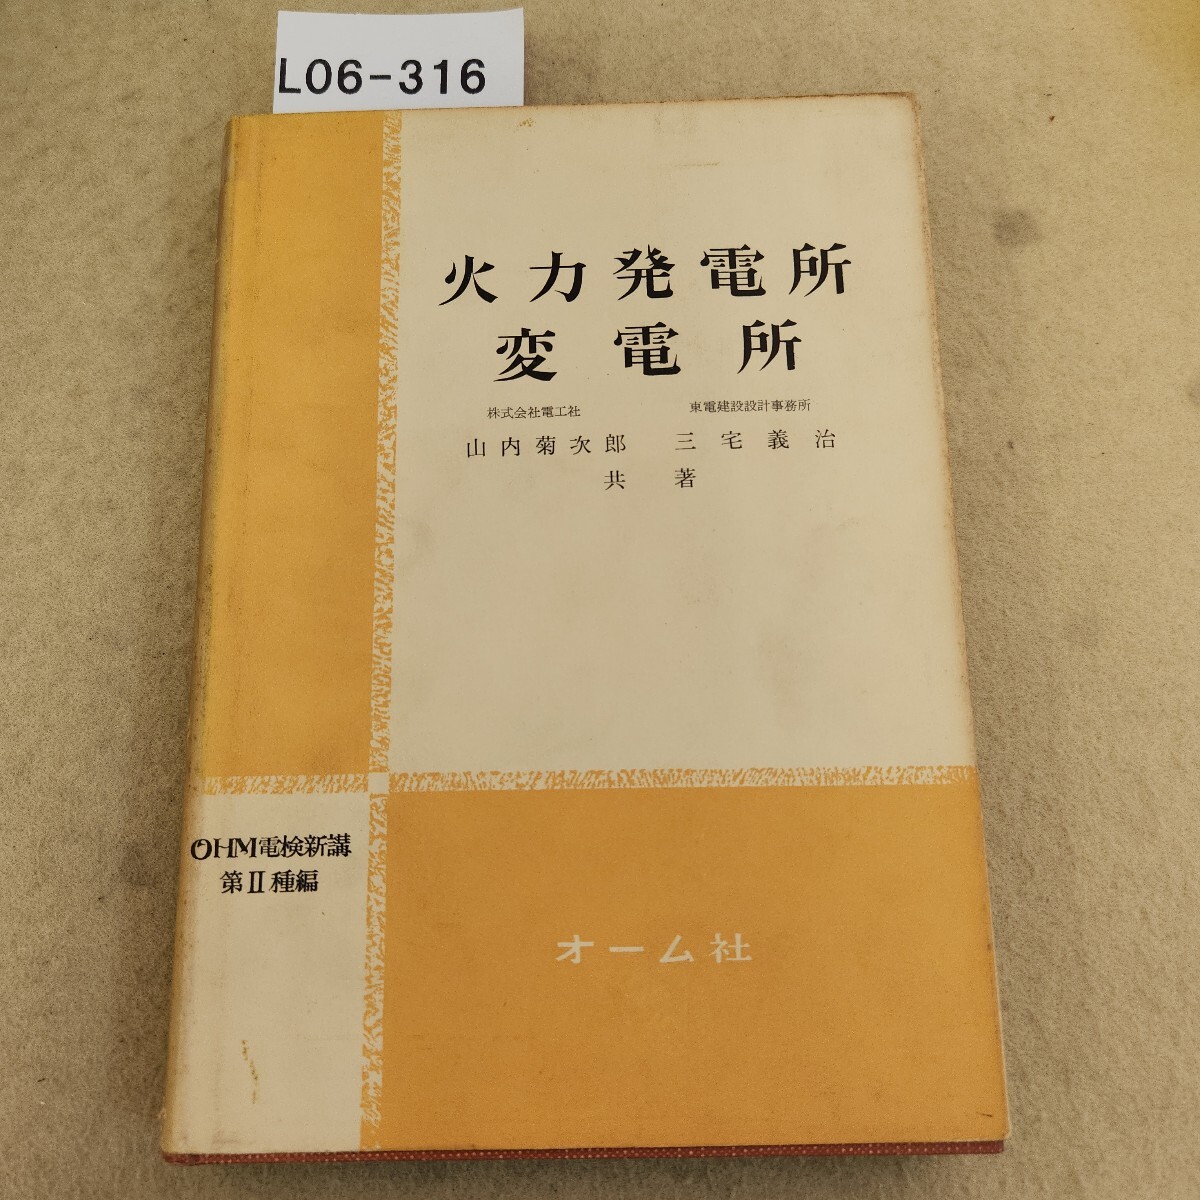 L06-316
火力発電所
変電所
株式会社電工社 東電建設設計事務所
山内菊次郎 三宅義治
共著
OHM電検新講
第II種編
オーム社